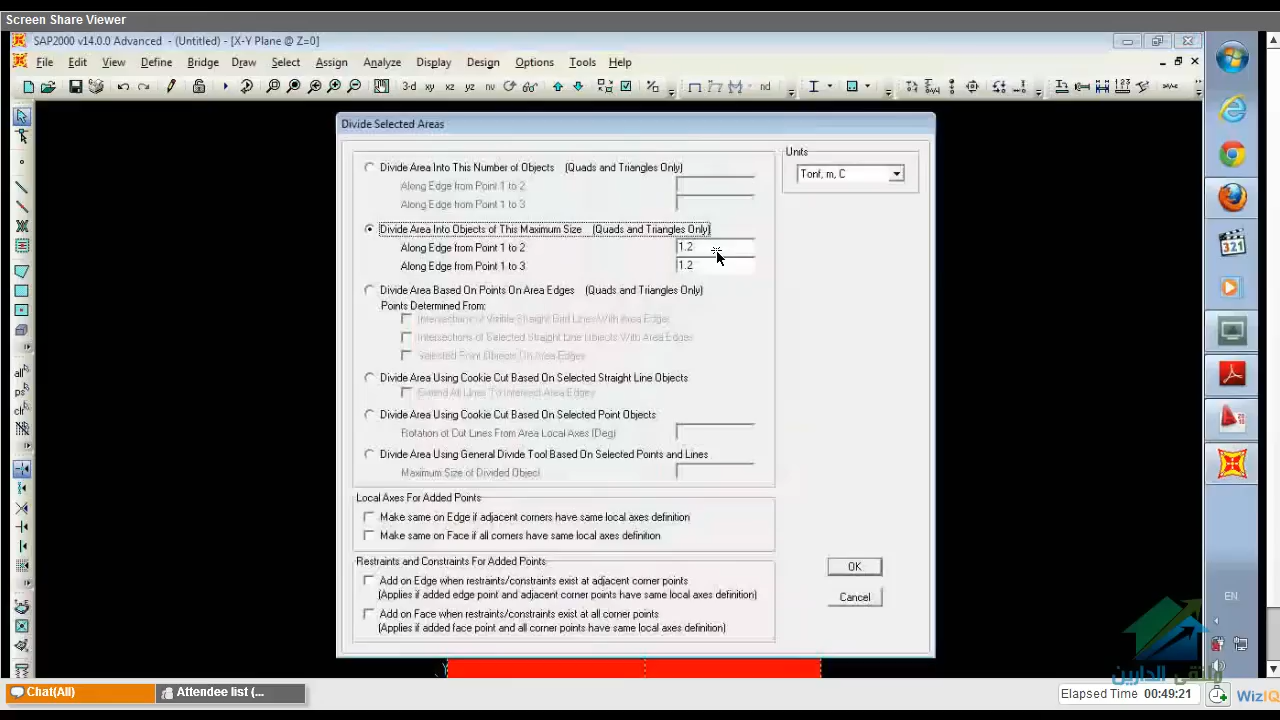 Screen Share Viewer
SAP2000 v14.0.0 Advanced - (Untitled) - [X-Y Plane @ Z=0]
File Edit View Define Bridge Draw Select Assign Analyze Display Design Options Tools Help
3-d xy xz yz nv nd
Divide Selected Areas
Units
Tonf, m, C
Divide Area Into This Number of Objects (Quads and Triangles Only)
Along Edge from Point 1 to 2
Along Edge from Point 1 to 3
Divide Area Into Objects of This Maximum Size (Quads and Triangles Only)
Along Edge from Point 1 to 2 1.2
Along Edge from Point 1 to 3 1.2
Divide Area Based On Points On Area Edges (Quads and Triangles Only)
Points Determined From:
Intersections of Visible Straight Grid Lines With Area Edges
Intersections of Selected Straight Line Objects With Area Edges
Selected Point Objects On Area Edges
Divide Area Using Cookie Cut Based On Selected Straight Line Objects
Extend All Lines To Intersect Area Edges
Divide Area Using Cookie Cut Based On Selected Point Objects
Rotation of Cut Lines From Area Local Axes (Deg)
Divide Area Using General Divide Tool Based On Selected Points and Lines
Maximum Size of Divided Object
Local Axes For Added Points
Make same on Edge if adjacent corners have same local axes definition
Make same on Face if all corners have same local axes definition
Restraints and Constraints For Added Points
Add on Edge when restraints/constraints exist at adjacent corner points
(Applies if added edge point and adjacent corner points have same local axes definition)
Add on Face when restraints/constraints exist at all corner points
(Applies if added face point and all corner points have same local axes definition)
OK
Cancel
all
ps
clr
321
EN
ملتقى الدارين
Chat(All)
Attendee list (...
Elapsed Time 00:49:21
WizIQ